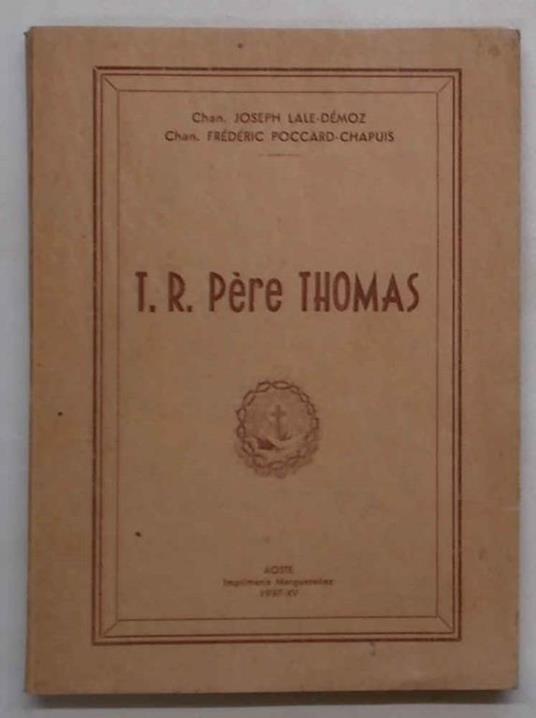 Chan. JOSEPH LALE-DÉMOZ
Chan. FRÉDÉRIC POCCARD-CHAPUIS
T. R. Père THOMAS
AOSTE
Imprimerie Marguerettaz
1937-XV